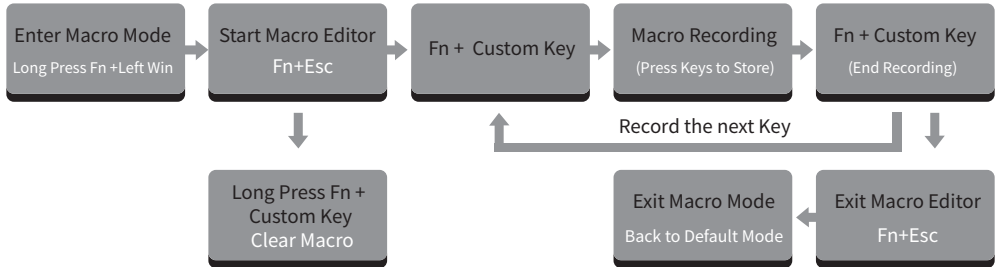 Enter Macro Mode
Long Press Fn +Left Win
Start Macro Editor
Fn+Esc
Fn + Custom Key
Macro Recording
(Press Keys to Store)
Fn + Custom Key
(End Recording)
Record the next Key
Long Press Fn +
Custom Key
Clear Macro
Exit Macro Mode
Back to Default Mode
Exit Macro Editor
Fn+Esc